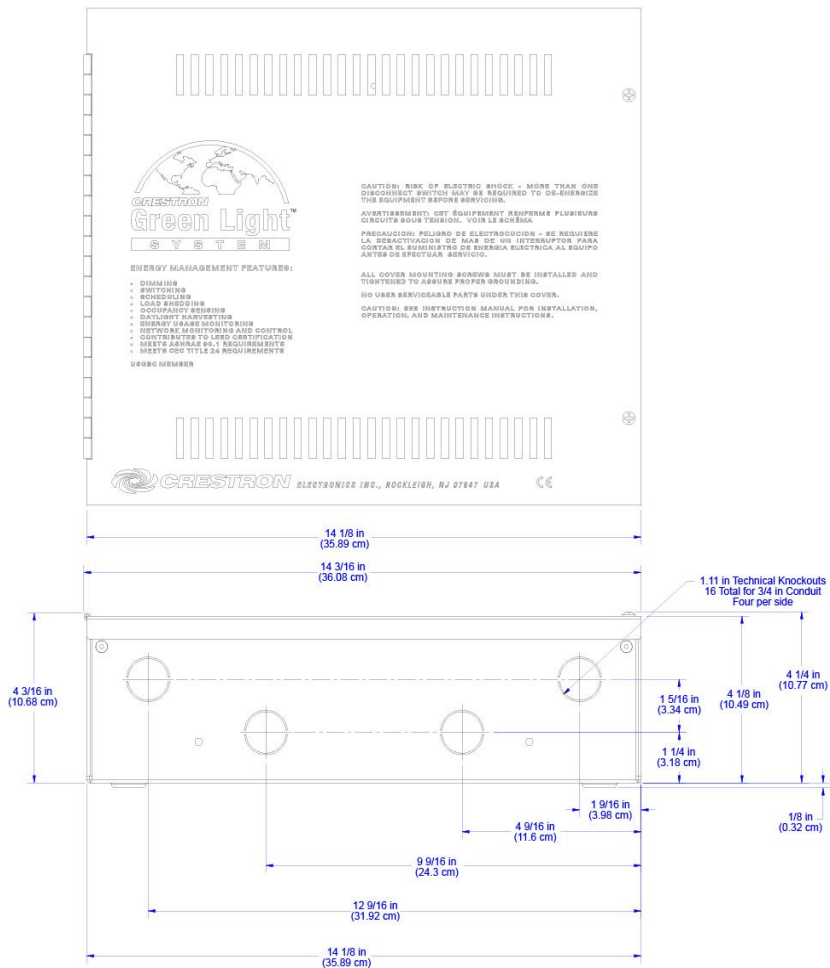 CRESTRON
Green Light™
SYSTEM
ENERGY MANAGEMENT FEATURES:
• DIMMING
• SWITCHING
• SCHEDULING
• LOAD SHEDDING
• OCCUPANCY SENSING
• DAYLIGHT HARVESTING
• ENERGY USAGE MONITORING
• NETWORK MONITORING AND CONTROL
• CONTRIBUTES TO LEED CERTIFICATION
• MEETS ASHRAE 90.1 REQUIREMENTS
• MEETS CEC TITLE 24 REQUIREMENTS
USGBC MEMBER
CAUTION: RISK OF ELECTRIC SHOCK - MORE THAN ONE
DISCONNECT SWITCH MAY BE REQUIRED TO DE-ENERGIZE
THE EQUIPMENT BEFORE SERVICING.
AVERTISSEMENT: CET ÉQUIPEMENT RENFERME PLUSIEURS
CIRCUITS SOUS TENSION. VOIR LE SCHÉMA
PRECAUCION: PELIGRO DE ELECTROCUCION - SE REQUIERE
LA DESACTIVACION DE MAS DE UN INTERRUPTOR PARA
CORTAR EL SUMINISTRO DE ENERGIA ELECTRICA AL EQUIPO
ANTES DE EFECTUAR SERVICIO.
ALL COVER MOUNTING SCREWS MUST BE INSTALLED AND
TIGHTENED TO ASSURE PROPER GROUNDING.
NO USER SERVICEABLE PARTS UNDER THIS COVER.
CAUTION: SEE INSTRUCTION MANUAL FOR INSTALLATION,
OPERATION, AND MAINTENANCE INSTRUCTIONS.
CRESTRON ELECTRONICS INC., ROCKLEIGH, NJ 07647 USA CE
14 1/8 in
(35.89 cm)
14 3/16 in
(36.08 cm)
1.11 in Technical Knockouts
16 Total for 3/4 in Conduit
Four per side
4 3/16 in
(10.68 cm)
1 5/16 in
(3.34 cm)
4 1/8 in
(10.49 cm)
4 1/4 in
(10.77 cm)
1 1/4 in
(3.18 cm)
1 9/16 in
(3.98 cm)
1/8 in
(0.32 cm)
4 9/16 in
(11.6 cm)
9 9/16 in
(24.3 cm)
12 9/16 in
(31.92 cm)
14 1/8 in
(35.89 cm)